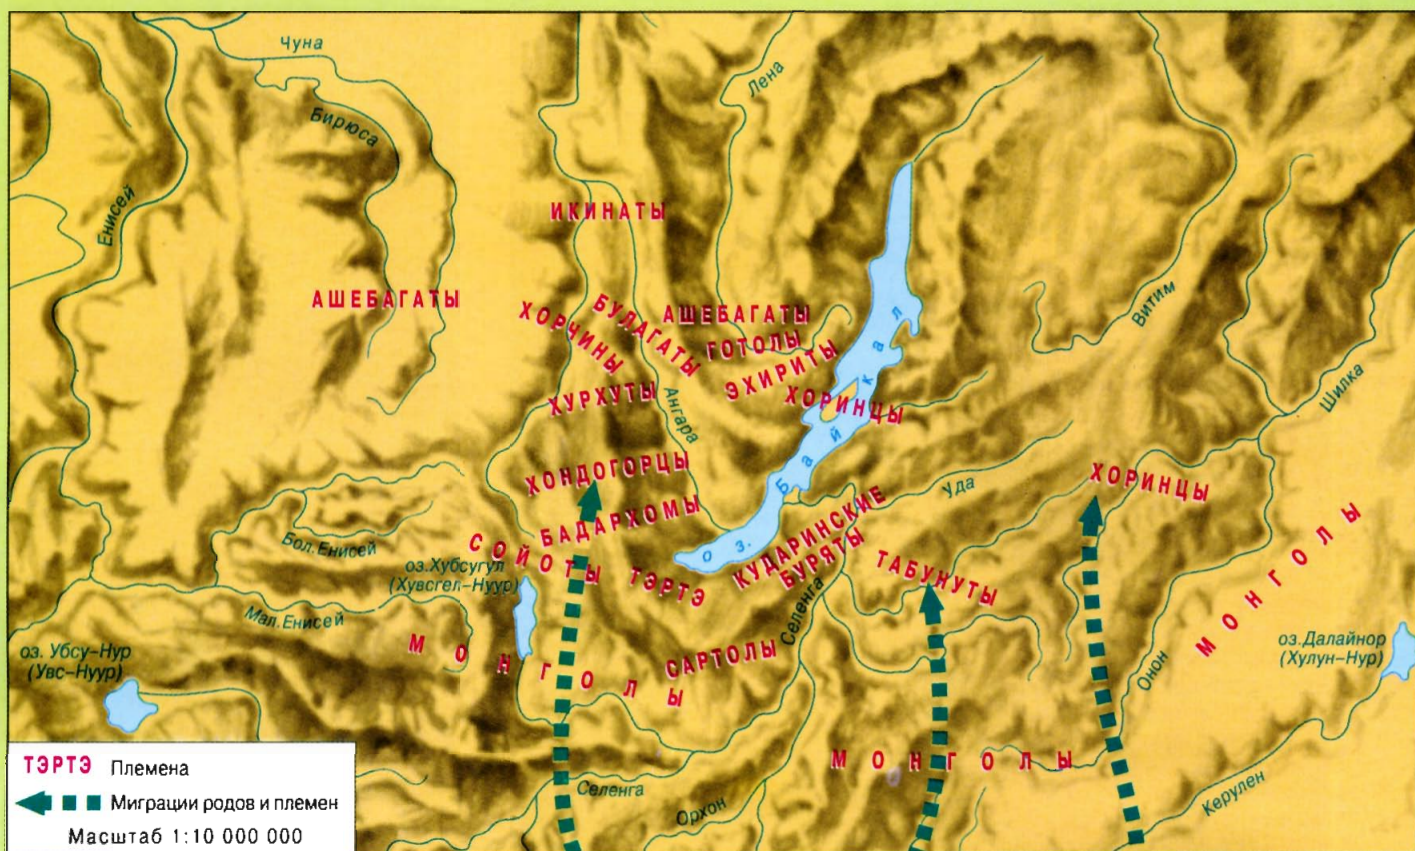 Чуна
Лена
Бирюса
Енисей
ИКИНАТЫ
АШЕБАГАТЫ
ХОРЧИНЫ
БУЛАГАТЫ
АШЕБАГАТЫ
ГОТОЛЫ
ЭХИРИТЫ
ХОРИНЦЫ
Витим
Шилка
ХУРХУТЫ
Ангара
оз. Байкал
ХОНДОГОРЦЫ
БАДАРХОМЫ
Уда
ХОРИНЦЫ
Бол. Енисей
СОЙОТЫ
ТЭРТЭ
КУДАРИНСКИЕ
БУРЯТЫ
ТАБУНУТЫ
МОНГОЛЫ
оз.Хубсугул
(Хувсгел-Нуур)
Мал. Енисей
Селенга
оз. Убсу-Нур
(Увс-Нуур)
МОНГОЛЫ
САРТОЛЫ
Онон
оз.Далайнор
(Хулун-Нур)
МОНГОЛЫ
Селенга
Орхон
Керулен
ТЭРТЭ Племена
Миграции родов и племен
Масштаб 1:10 000 000